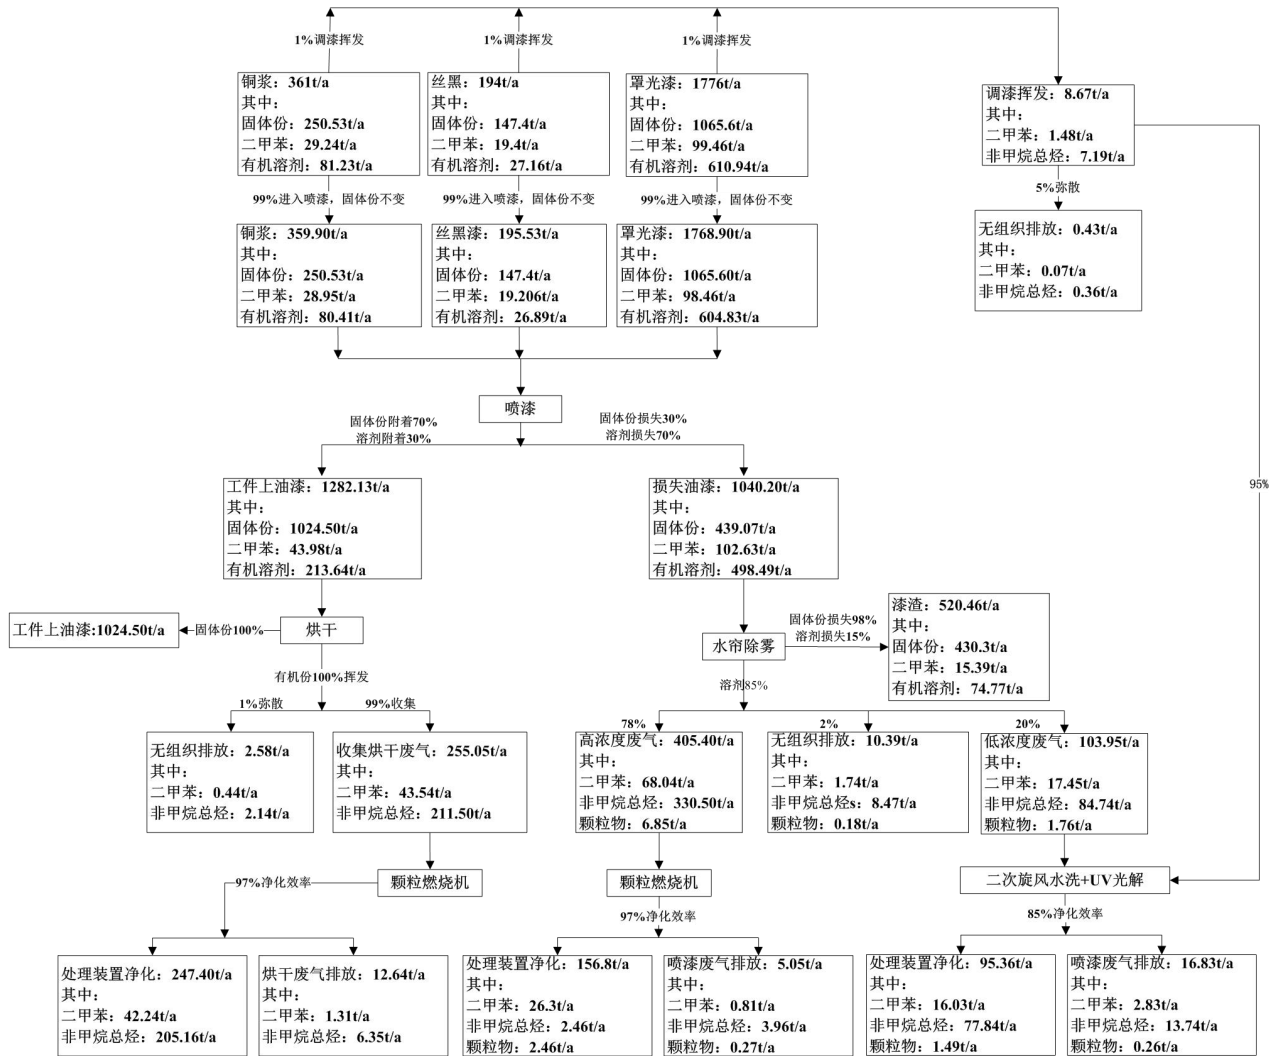 1%调漆挥发
1%调漆挥发
1%调漆挥发
铜浆：361t/a
其中：
固体份：250.53t/a
二甲苯：29.24t/a
有机溶剂：81.23t/a
丝黑：194t/a
其中：
固体份：147.4t/a
二甲苯：19.4t/a
有机溶剂：27.16t/a
罩光漆：1776t/a
其中：
固体份：1065.6t/a
二甲苯：99.46t/a
有机溶剂：610.94t/a
调漆挥发：8.67t/a
其中：
二甲苯：1.48t/a
非甲烷总烃：7.19t/a
99%进入喷漆，固体份不变
99%进入喷漆，固体份不变
99%进入喷漆，固体份不变
5%弥散
铜浆：359.90t/a
其中：
固体份：250.53t/a
二甲苯：28.95t/a
有机溶剂：80.41t/a
丝黑漆：195.53t/a
其中：
固体份：147.4t/a
二甲苯：19.206t/a
有机溶剂：26.89t/a
罩光漆：1768.90t/a
其中：
固体份：1065.60t/a
二甲苯：98.46t/a
有机溶剂：604.83t/a
无组织排放：0.43t/a
其中：
二甲苯：0.07t/a
非甲烷总烃：0.36t/a
喷漆
固体份附着70%
溶剂附着30%
固体份损失30%
溶剂损失70%
95%
工件上油漆：1282.13t/a
其中：
固体份：1024.50t/a
二甲苯：43.98t/a
有机溶剂：213.64t/a
损失油漆：1040.20t/a
其中：
固体份：439.07t/a
二甲苯：102.63t/a
有机溶剂：498.49t/a
工件上油漆:1024.50t/a
固体份100%
烘干
水帘除雾
固体份损失98%
溶剂损失15%
漆渣：520.46t/a
其中：
固体份：430.3t/a
二甲苯：15.39t/a
有机溶剂：74.77t/a
有机份100%挥发
溶剂85%
1%弥散
99%收集
78%
2%
20%
无组织排放：2.58t/a
其中：
二甲苯：0.44t/a
非甲烷总烃：2.14t/a
收集烘干废气：255.05t/a
其中：
二甲苯：43.54t/a
非甲烷总烃：211.50t/a
高浓度废气：405.40t/a
其中：
二甲苯：68.04t/a
非甲烷总烃：330.50t/a
颗粒物：6.85t/a
无组织排放：10.39t/a
其中：
二甲苯：1.74t/a
非甲烷总烃s：8.47t/a
颗粒物：0.18t/a
低浓度废气：103.95t/a
其中：
二甲苯：17.45t/a
非甲烷总烃：84.74t/a
颗粒物：1.76t/a
97%净化效率
颗粒燃烧机
颗粒燃烧机
二次旋风水洗+UV光解
97%净化效率
85%净化效率
处理装置净化：247.40t/a
其中：
二甲苯：42.24t/a
非甲烷总烃：205.16t/a
烘干废气排放：12.64t/a
其中：
二甲苯：1.31t/a
非甲烷总烃：6.35t/a
处理装置净化：156.8t/a
其中：
二甲苯：26.3t/a
非甲烷总烃：2.46t/a
颗粒物：2.46t/a
喷漆废气排放：5.05t/a
其中：
二甲苯：0.81t/a
非甲烷总烃：3.96t/a
颗粒物：0.27t/a
处理装置净化：95.36t/a
其中：
二甲苯：16.03t/a
非甲烷总烃：77.84t/a
颗粒物：1.49t/a
喷漆废气排放：16.83t/a
其中：
二甲苯：2.83t/a
非甲烷总烃：13.74t/a
颗粒物：0.26t/a